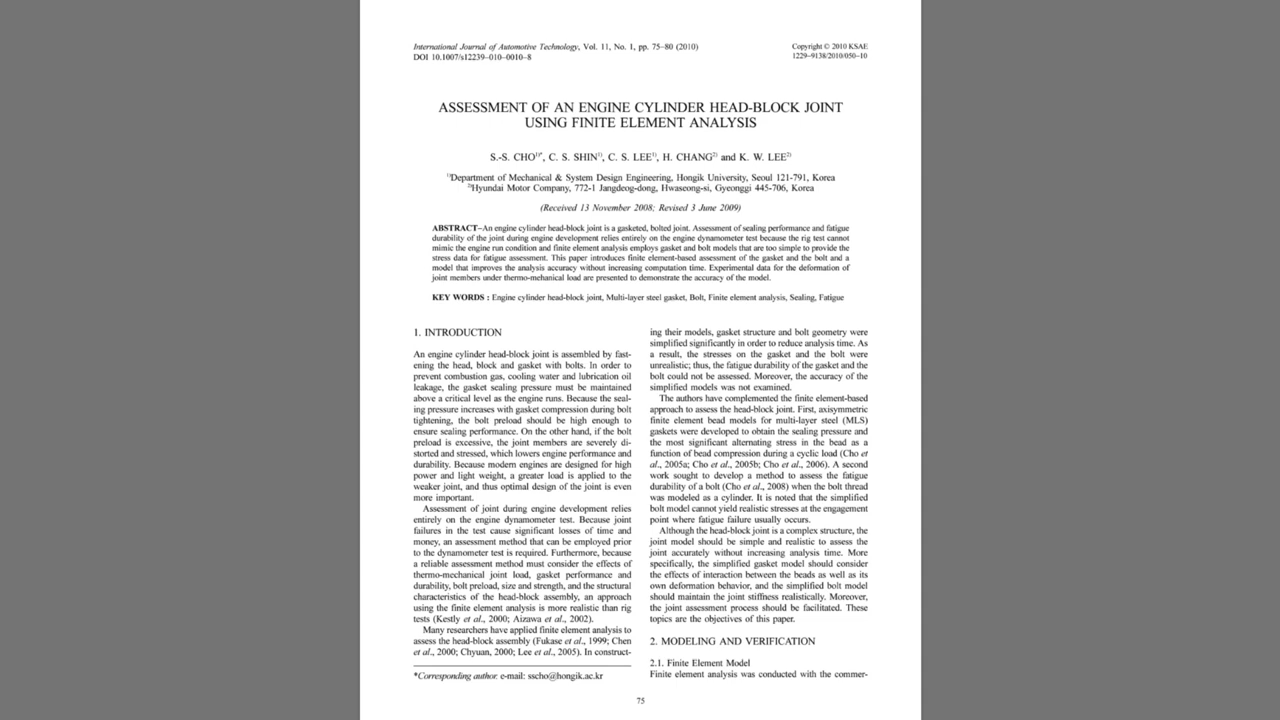 International Journal of Automotive Technology, Vol. 11, No. 1, pp. 75–80 (2010)
DOI 10.1007/s12239–010–0010–8
Copyright © 2010 KSAE
1229–9138/2010/050–10
ASSESSMENT OF AN ENGINE CYLINDER HEAD-BLOCK JOINT
USING FINITE ELEMENT ANALYSIS
S.-S. CHO1)*, C. S. SHIN1), C. S. LEE1), H. CHANG2) and K. W. LEE2)
1)Department of Mechanical & System Design Engineering, Hongik University, Seoul 121-791, Korea
2)Hyundai Motor Company, 772-1 Jangdeog-dong, Hwaseong-si, Gyeonggi 445-706, Korea
(Received 13 November 2008; Revised 3 June 2009)
ABSTRACT–An engine cylinder head-block joint is a gasketed, bolted joint. Assessment of sealing performance and fatigue
durability of the joint during engine development relies entirely on the engine dynamometer test because the rig test cannot
mimic the engine run condition and finite element analysis employs gasket and bolt models that are too simple to provide the
stress data for fatigue assessment. This paper introduces finite element-based assessment of the gasket and the bolt and a
model that improves the analysis accuracy without increasing computation time. Experimental data for the deformation of
joint members under thermo-mehanical load are presented to demonstrate the accuracy of the model.
KEY WORDS : Engine cylinder head-block joint, Multi-layer steel gasket, Bolt, Finite element analysis, Sealing, Fatigue
1. INTRODUCTION
An engine cylinder head-block joint is assembled by fast-
ening the head, block and gasket with bolts. In order to
prevent combustion gas, cooling water and lubrication oil
leakage, the gasket sealing pressure must be maintained
above a critical level as the engine runs. Because the seal-
ing pressure increases with gasket compression during bolt
tightening, the bolt preload should be high enough to
ensure sealing performance. On the other hand, if the bolt
preload is excessive, the joint members are severely di-
storted and stressed, which lowers engine performance and
durability. Because modern engines are designed for high
power and light weight, a greater load is applied to the
weaker joint, and thus optimal design of the joint is even
more important.
Assessment of joint during engine development relies
entirely on the engine dynamometer test. Because joint
failures in the test cause significant losses of time and
money, an assessment method that can be employed prior
to the dynamometer test is required. Furthermore, because
a reliable assessment method must consider the effects of
thermo-mechanical joint load, gasket performance and
durability, bolt preload, size and strength, and the structural
characteristics of the head-block assembly, an approach
using the finite element analysis is more realistic than rig
tests (Kestly et al., 2000; Aizawa et al., 2002).
Many researchers have applied finite element analysis to
assess the head-block assembly (Fukase et al., 1999; Chen
et al., 2000; Chyuan, 2000; Lee et al., 2005). In construct-
*Corresponding author. e-mail: sscho@hongik.ac.kr
ing their models, gasket structure and bolt geometry were
simplified significantly in order to reduce analysis time. As
a result, the stresses on the gasket and the bolt were
unrealistic; thus, the fatigue durability of the gasket and the
bolt could not be assessed. Moreover, the accuracy of the
simplified models was not examined.
The authors have complemented the finite element-based
approach to assess the head-block joint. First, axisymmetric
finite element bead models for multi-layer steel (MLS)
gaskets were developed to obtain the sealing pressure and
the most significant alternating stress in the bead as a
function of bead compression during a cyclic load (Cho et
al., 2005a; Cho et al., 2005b; Cho et al., 2006). A second
work sought to develop a method to assess the fatigue
durability of a bolt (Cho et al., 2008) when the bolt thread
was modeled as a cylinder. It is noted that the simplified
bolt model cannot yield realistic stresses at the engagement
point where fatigue failure usually occurs.
Although the head-block joint is a complex structure, the
joint model should be simple and realistic to assess the
joint accurately without increasing analysis time. More
specifically, the simplified gasket model should consider
the effects of interaction between the beads as well as its
own deformation behavior, and the simplified bolt model
should maintain the joint stiffness realistically. Moreover,
the joint assessment process should be facilitated. These
topics are the objectives of this paper.
2. MODELING AND VERIFICATION
2.1. Finite Element Model
Finite element analysis was conducted with the commer-
75